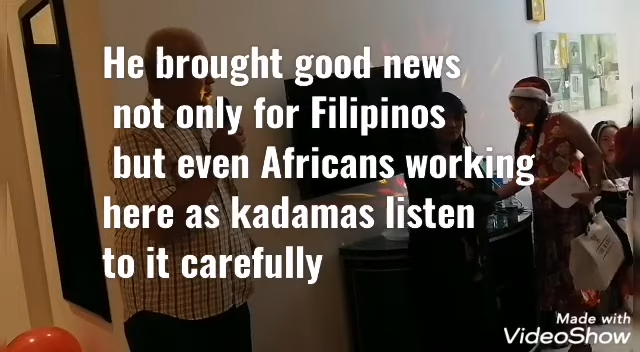 He brought good news
not only for Filipinos
but even Africans working
here as kadamas listen
to it carefully
Made with
VideoShow